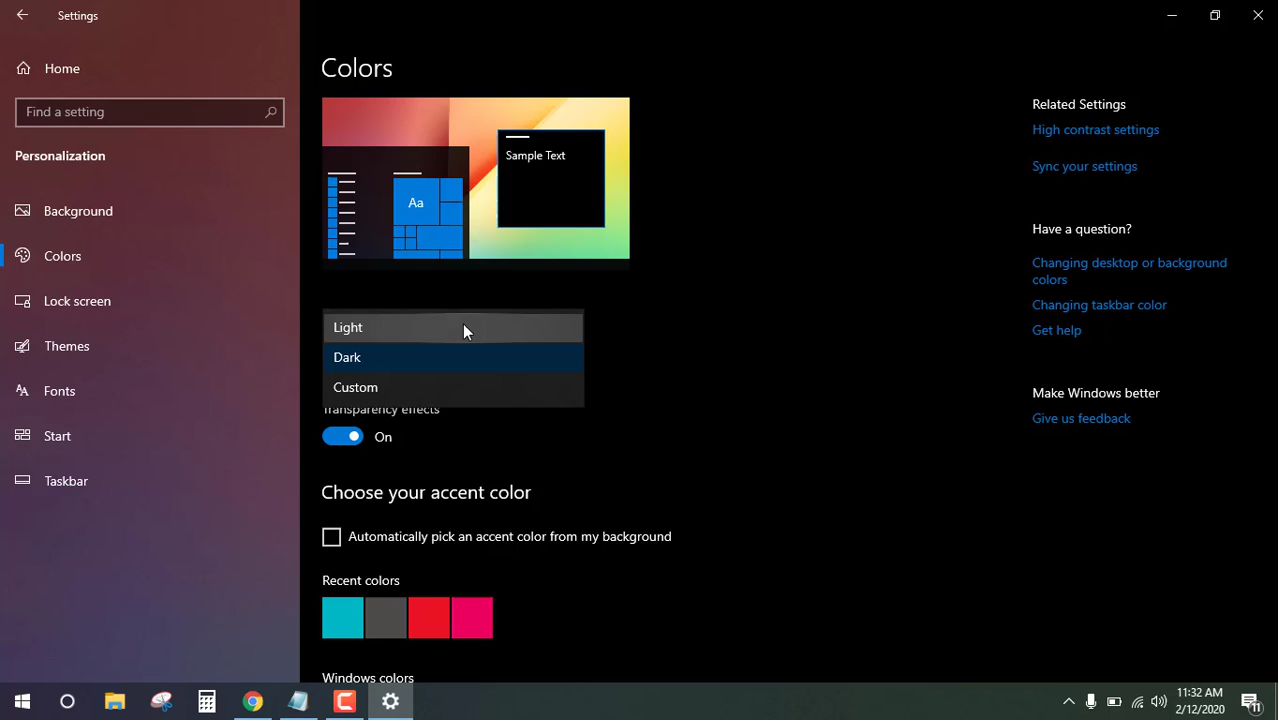 Settings
Home
Find a setting
Personalization
Background
Colors
Lock screen
Themes
Fonts
Start
Taskbar
Colors
Sample Text
Aa
Light
Dark
Custom
Transparency effects
On
Choose your accent color
Automatically pick an accent color from my background
Recent colors
Windows colors
Related Settings
High contrast settings
Sync your settings
Have a question?
Changing desktop or background
colors
Changing taskbar color
Get help
Make Windows better
Give us feedback
11:32 AM
2/12/2020
11